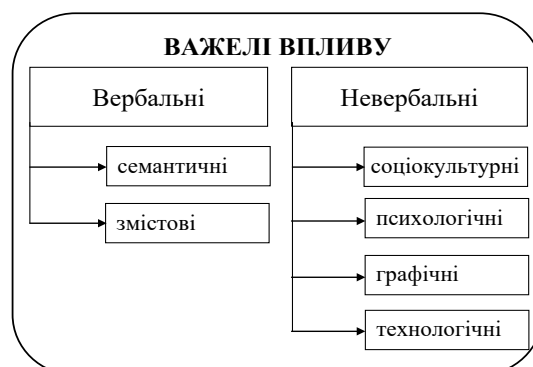 ВАЖЕЛІ ВПЛИВУ
Вербальні
семантичні
змістові
Невербальні
соціокультурні
психологічні
графічні
технологічні